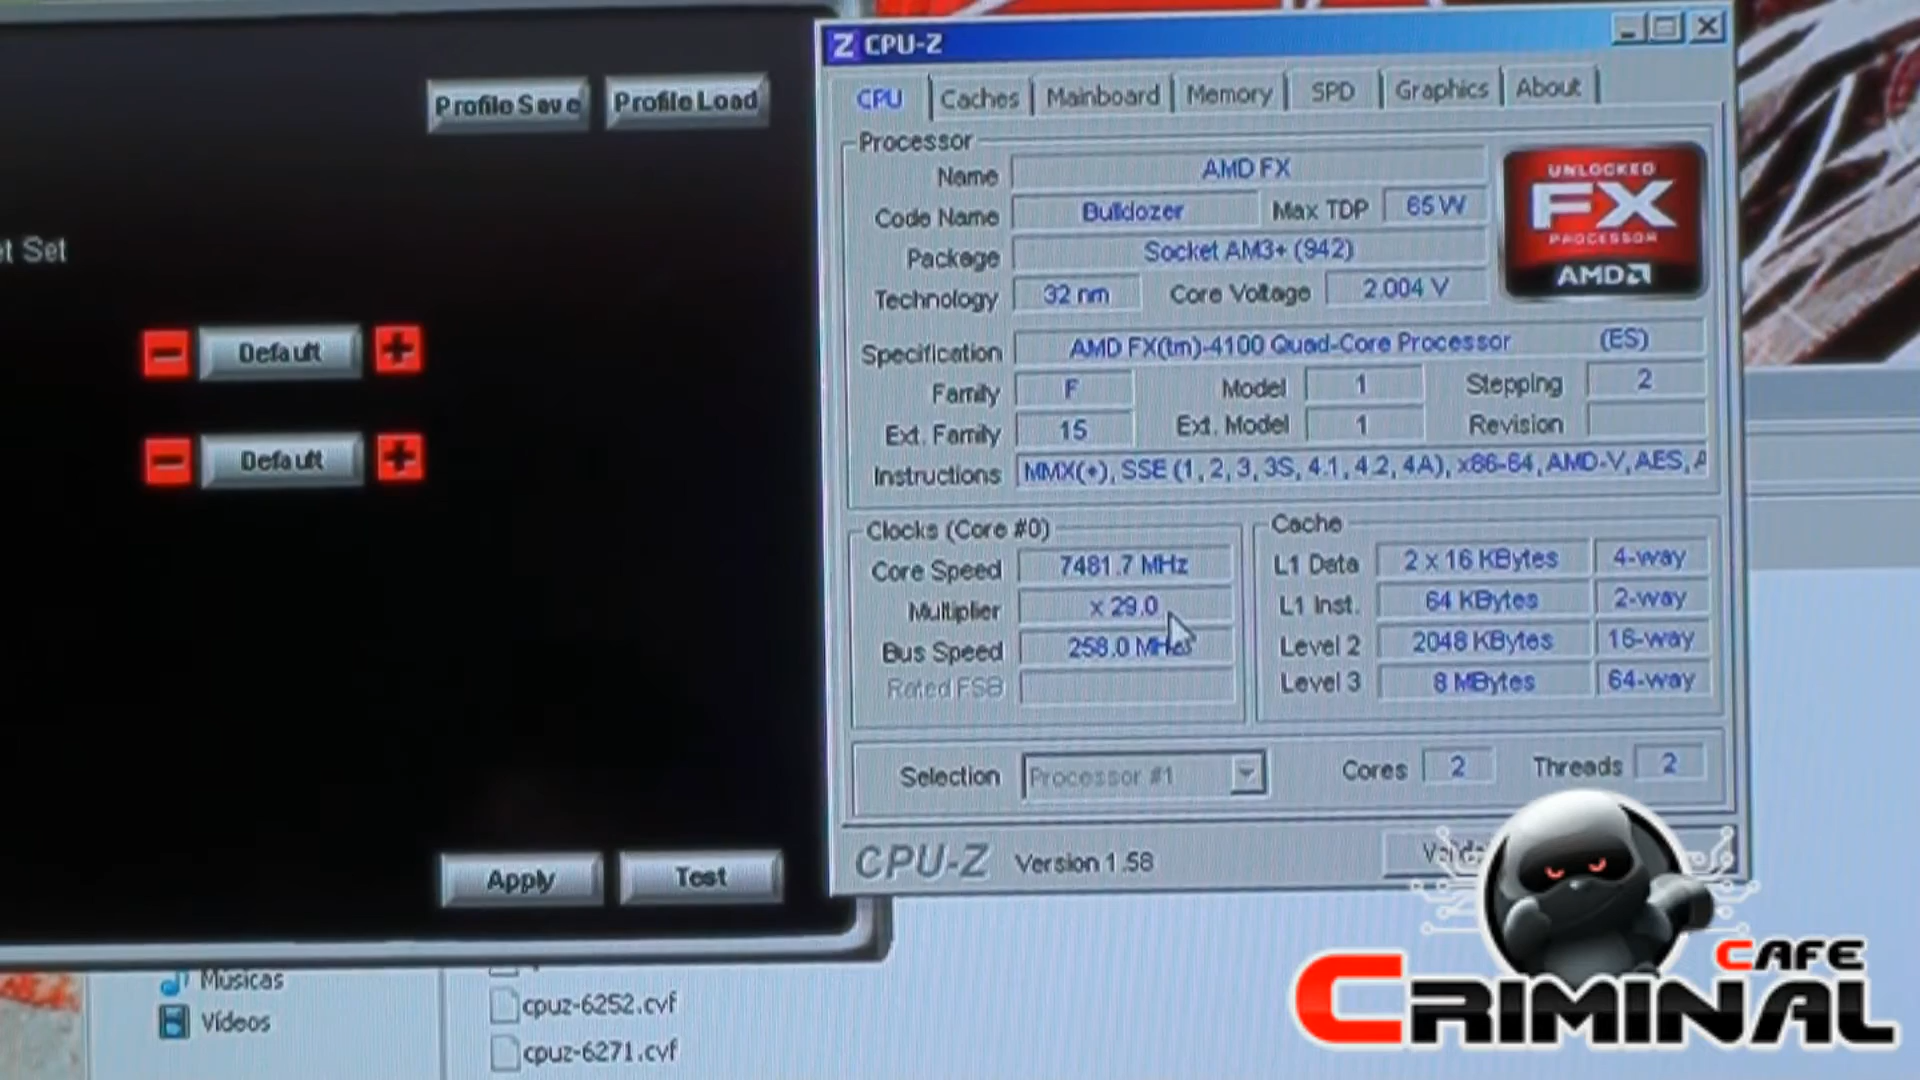 Profile Save
Profile Load
et Set
Default
Default
Apply
Test
Músicas
Vídeos
cpuz-6252.cvf
cpuz-6271.cvf
CPU-Z
CPU Caches Mainboard Memory SPD Graphics About
Processor
Name AMD FX
Code Name Bulldozer Max TDP 65 W
Package Socket AM3+ (942)
Technology 32 nm Core Voltage 2.004 V
UNLOCKED
FX
PROCESSOR
AMD
Specification AMD FX(tm)-4100 Quad-Core Processor (ES)
Family F Model 1 Stepping 2
Ext. Family 15 Ext. Model 1 Revision
Instructions MMX(+), SSE (1, 2, 3, 3S, 4.1, 4.2, 4A), x86-64, AMD-V, AES, A
Clocks (Core #0)
Core Speed 7481.7 MHz
Multiplier x 29.0
Bus Speed 258.0 MHz
Rated FSB
Cache
L1 Data 2 x 16 KBytes 4-way
L1 Inst. 64 KBytes 2-way
Level 2 2048 KBytes 16-way
Level 3 8 MBytes 64-way
Selection Processor #1 Cores 2 Threads 2
CPU-Z Version 1.58
CAFE
CRIMINAL